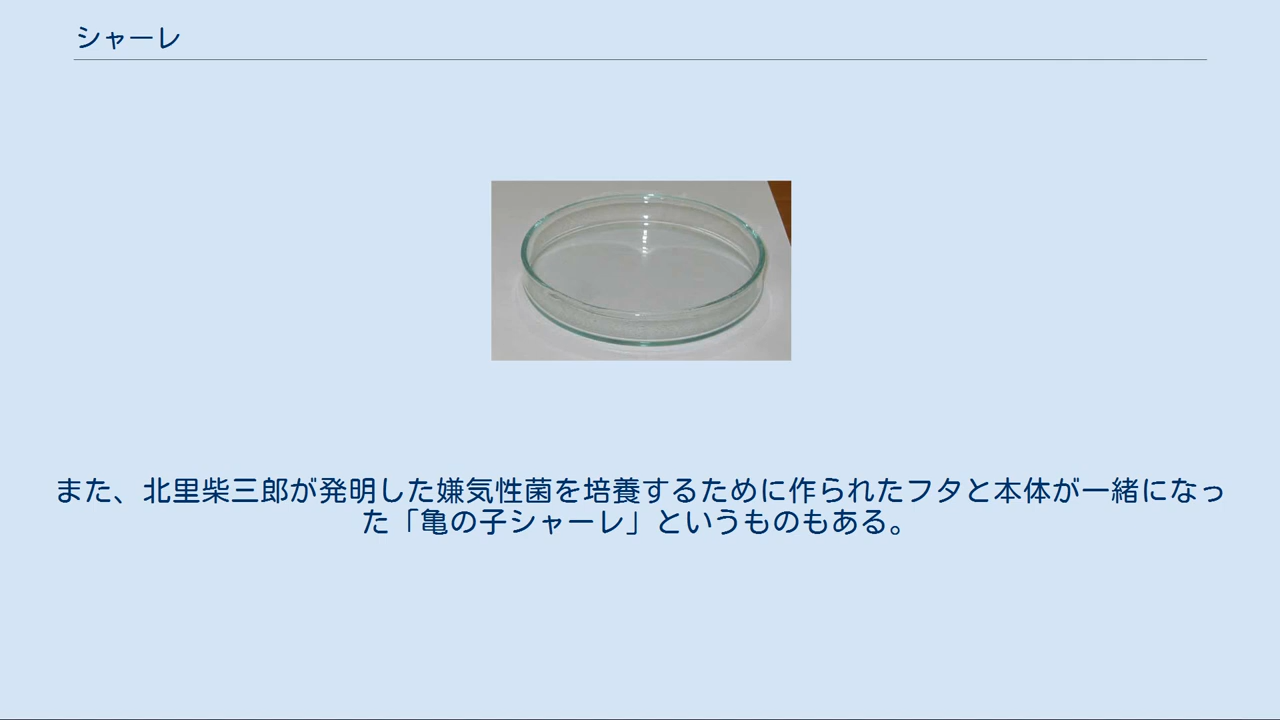 シャーレ
また、北里柴三郎が発明した嫌気性菌を培養するために作られたフタと本体が一緒になっ
た「亀の子シャーレ」というものもある。